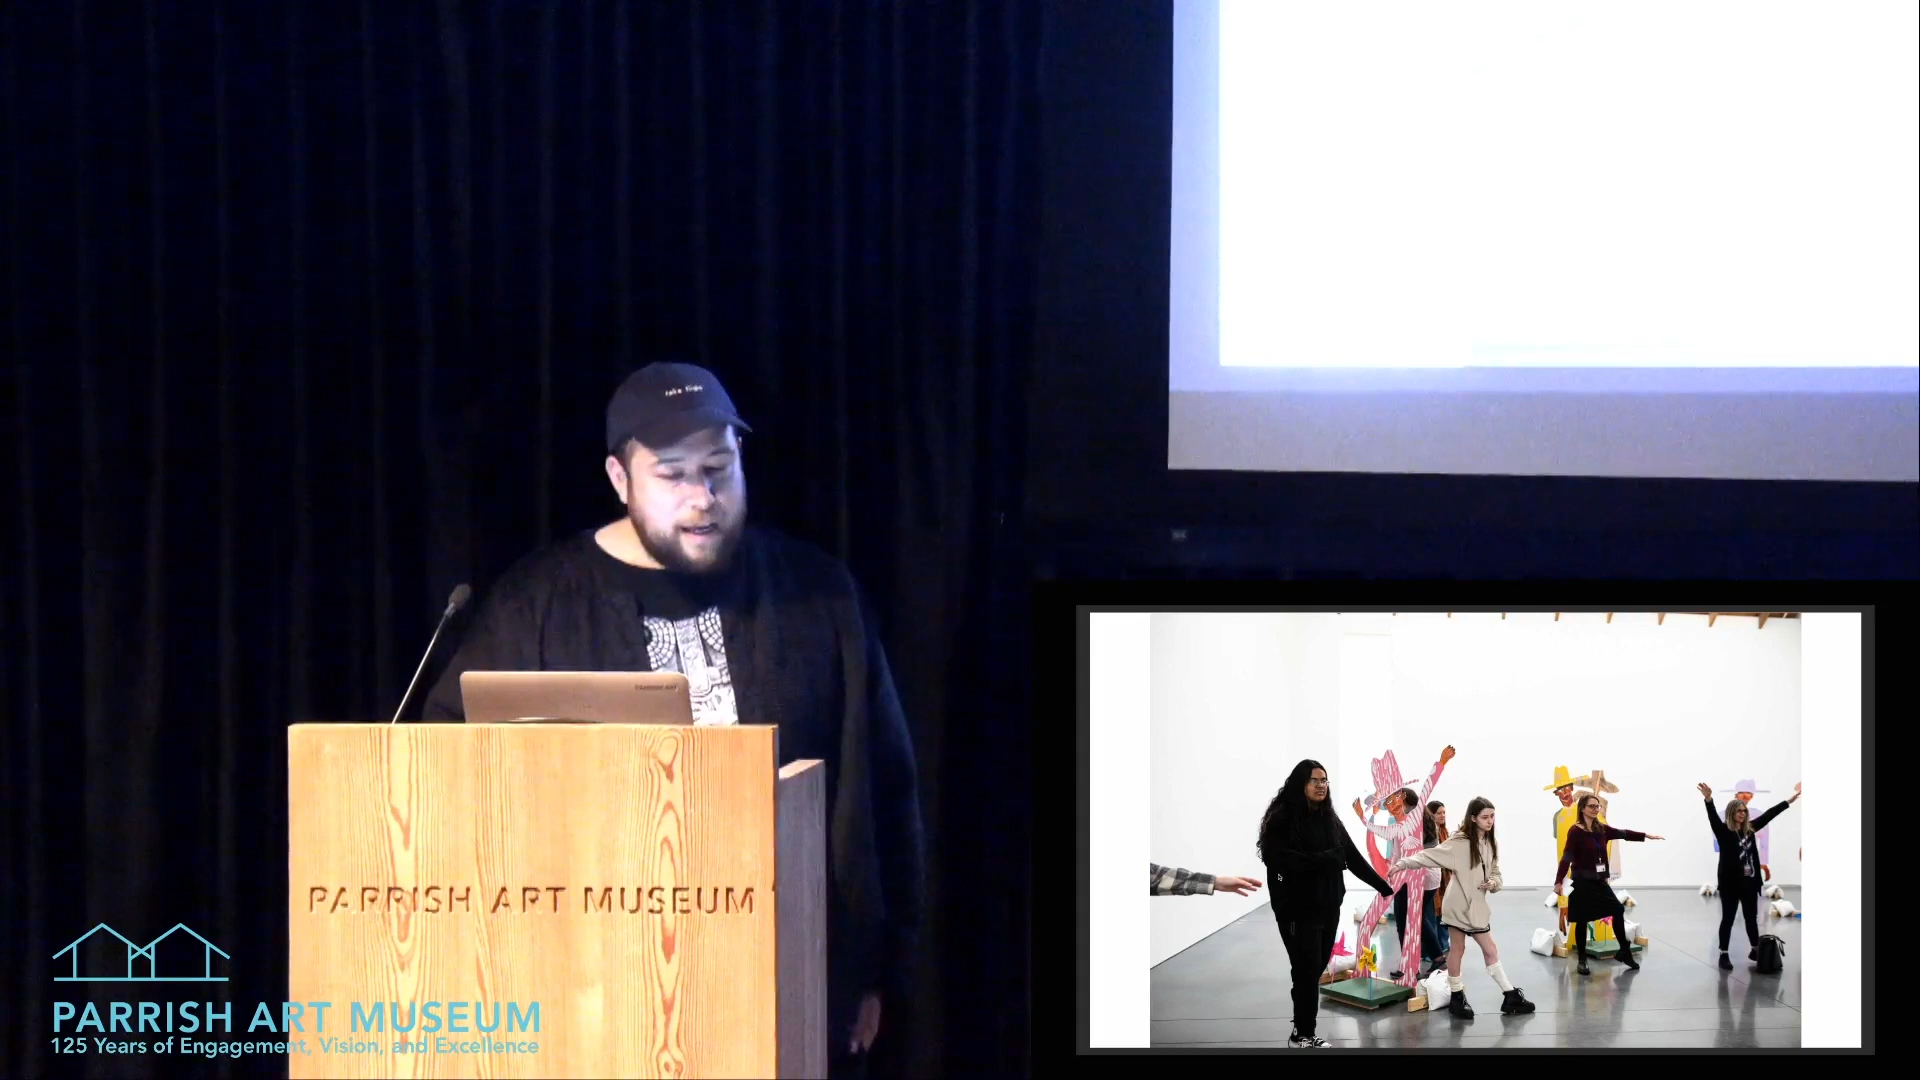 PARRISH ART MUSEUM
PARRISH ART MUSEUM
125 Years of Engagement, Vision, and Excellence